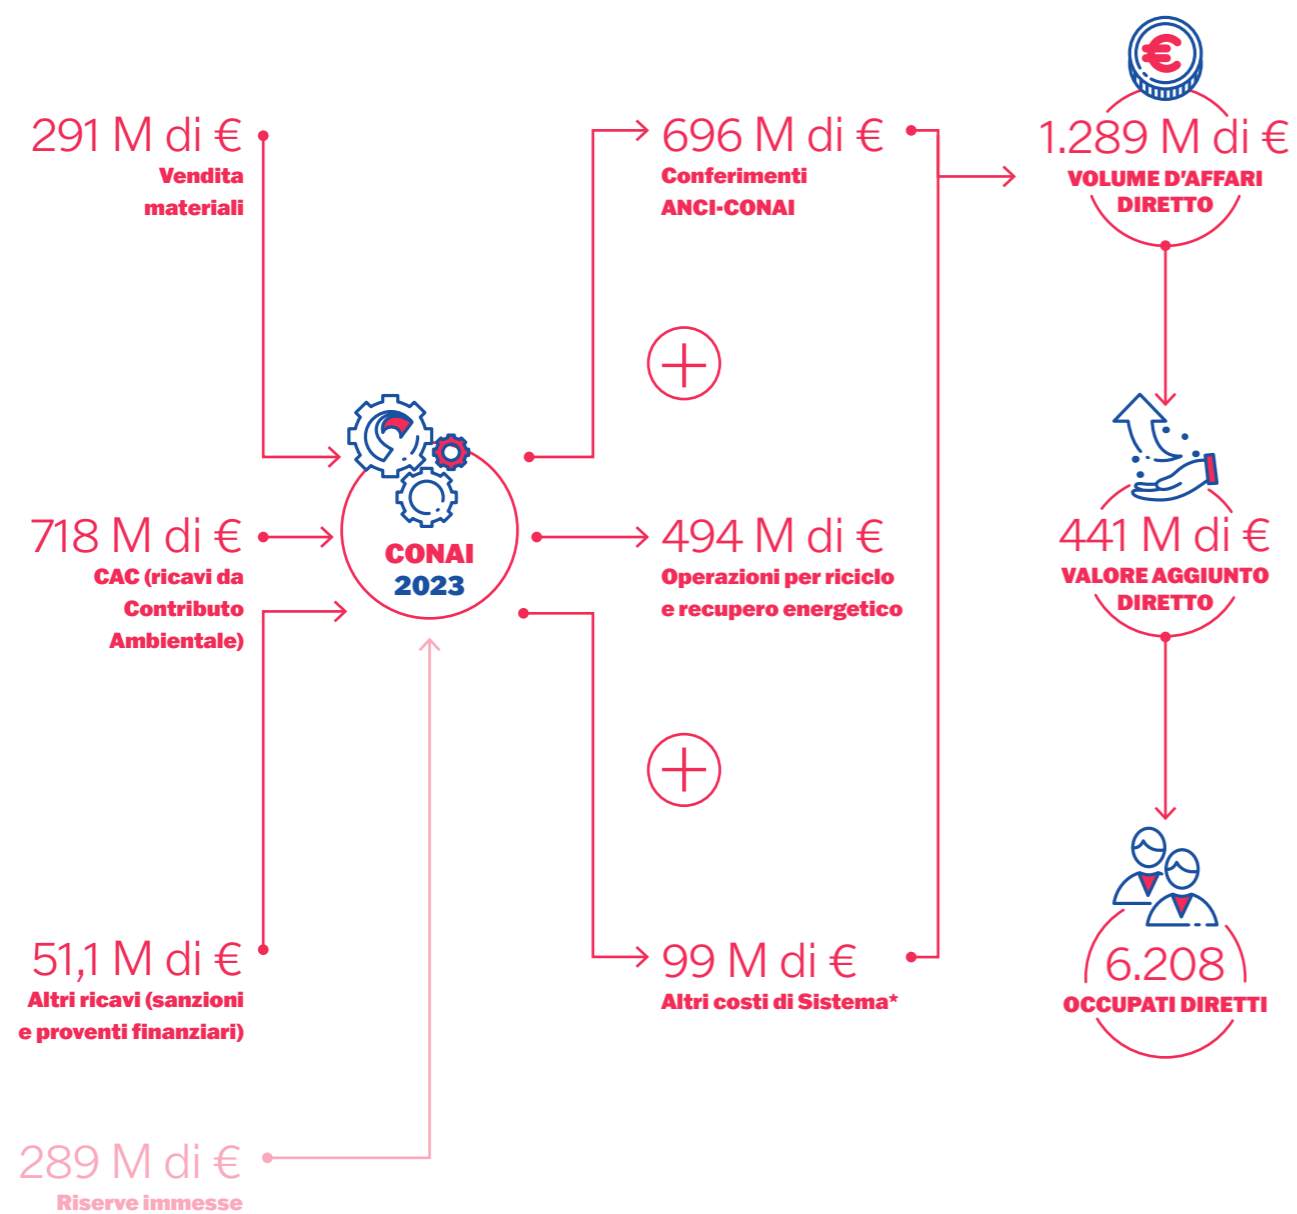 291 M di €
Vendita
materiali
718 M di €
CAC (ricavi da
Contributo
Ambientale)
51,1 M di €
Altri ricavi (sanzioni
e proventi finanziari)
289 M di €
Riserve immesse
CONAI
2023
696 M di €
Conferimenti
ANCI-CONAI
494 M di €
Operazioni per riciclo
e recupero energetico
99 M di €
Altri costi di Sistema*
€
1.289 M di €
VOLUME D'AFFARI
DIRETTO
441 M di €
VALORE AGGIUNTO
DIRETTO
6.208
OCCUPATI DIRETTI